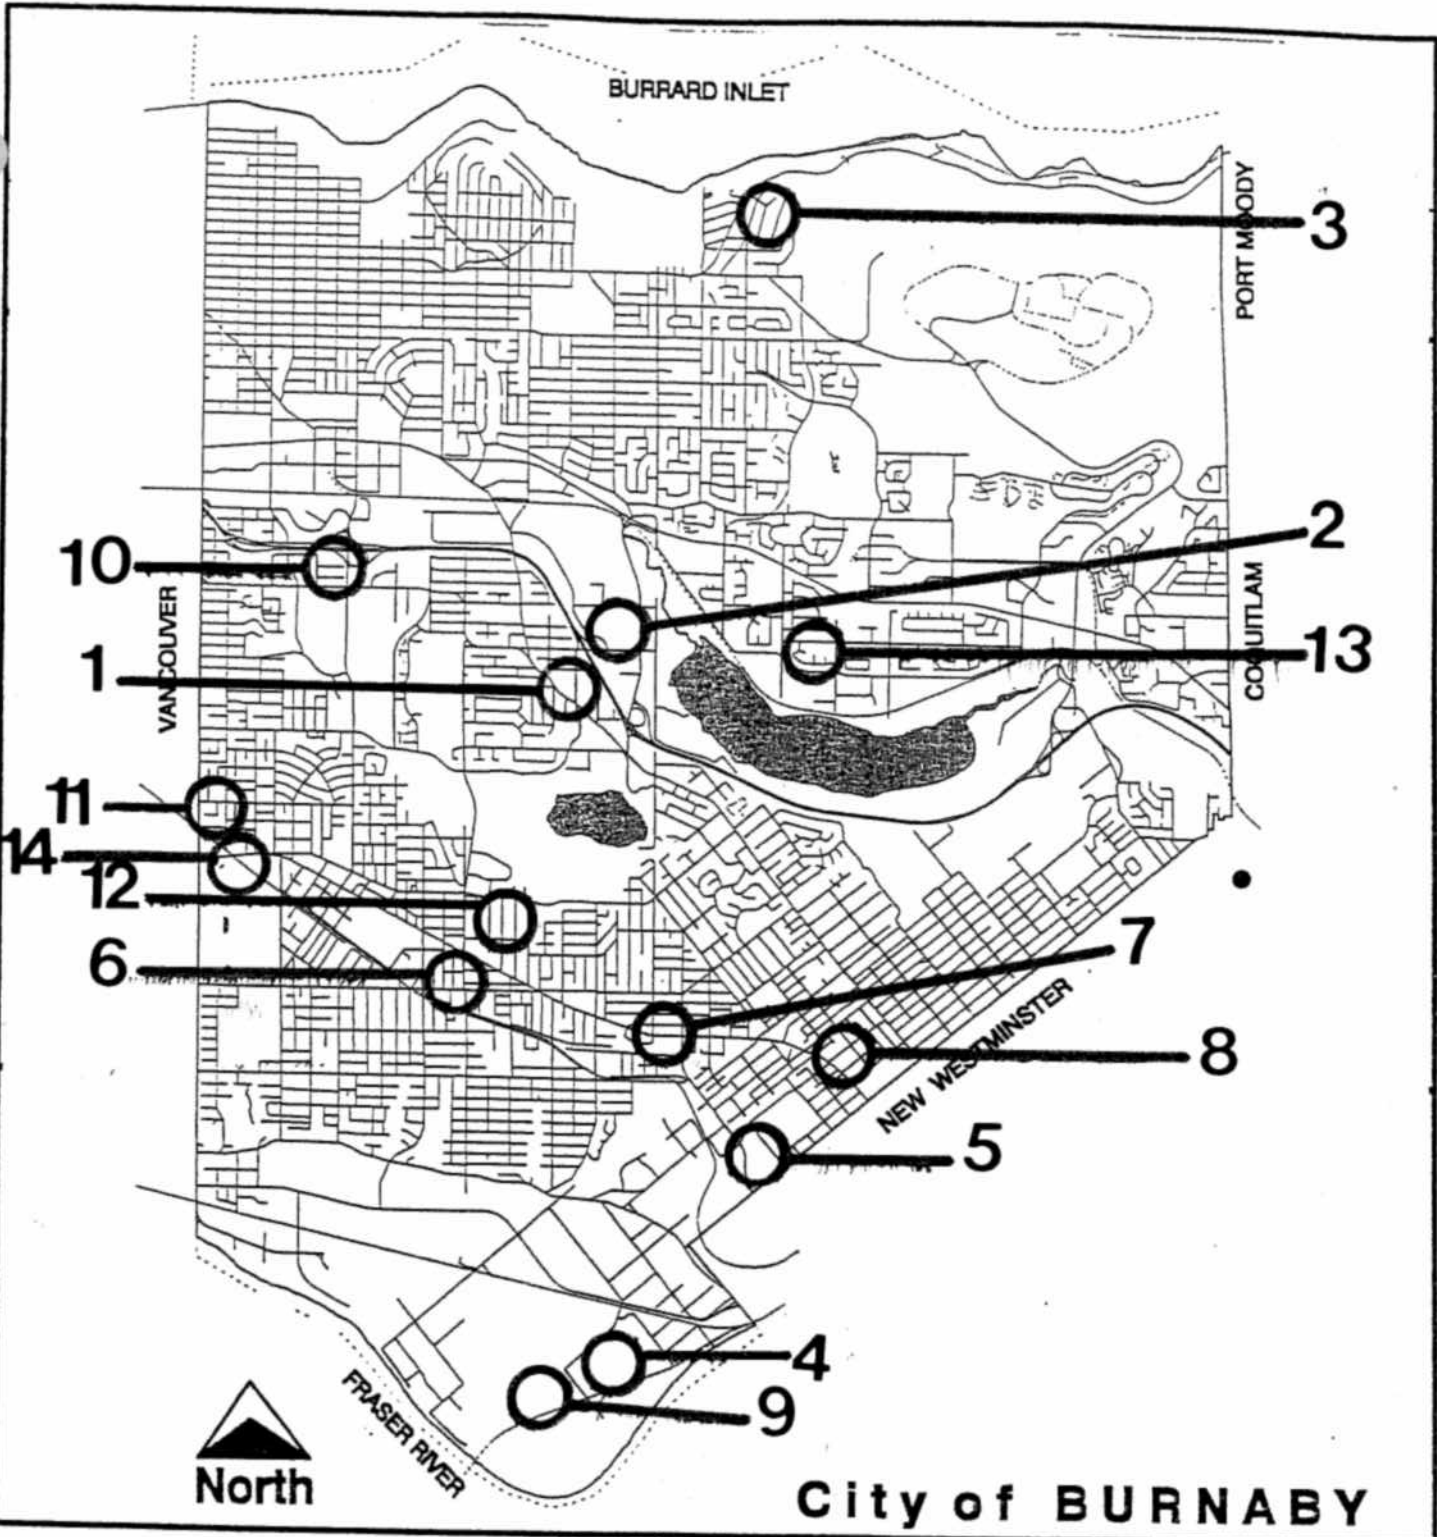 BURRARD INLET
PORT MOODY
3
2
10
VANCOUVER
COQUITLAM
13
1
11
14
12
7
6
NEW WESTMINSTER
8
5
4
9
FRASER RIVER
North
City of BURNABY